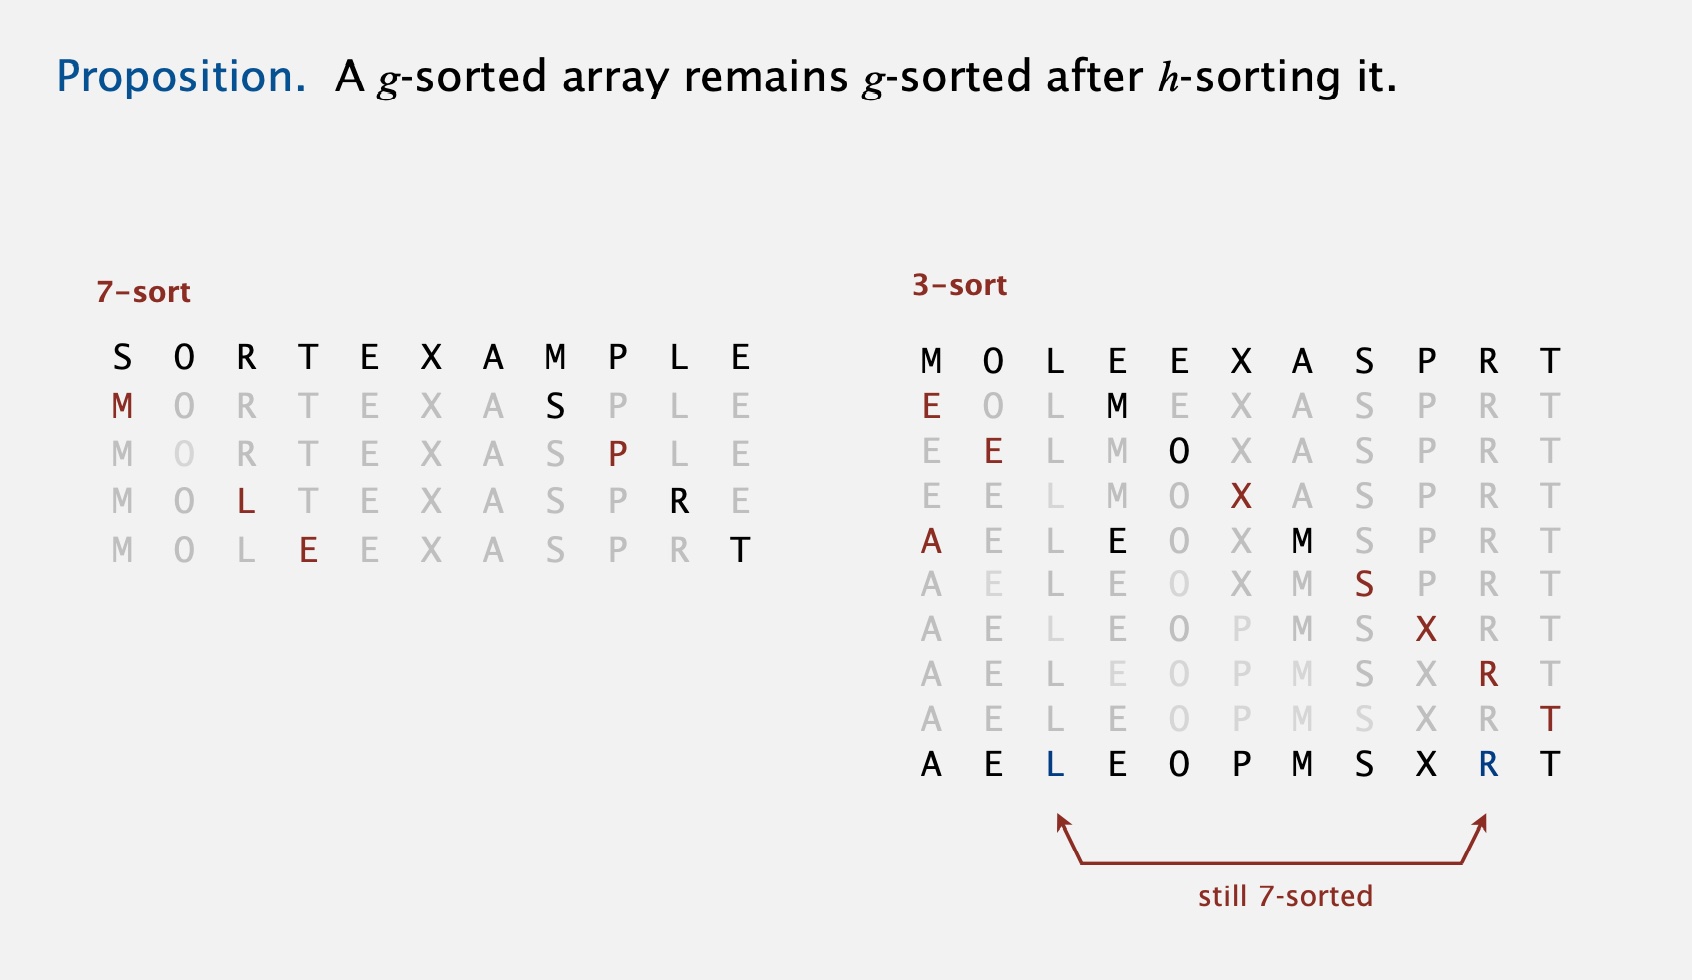 Proposition. A g-sorted array remains g-sorted after h-sorting it.
7-sort
S O R T E X A M P L E
M O R T E X A S P L E
M O R T E X A S P L E
M O L T E X A S P R E
M O L E E X A S P R T
3-sort
M O L E E X A S P R T
E O L M E X A S P R T
E E L M O X A S P R T
E E L M O X A S P R T
A E L E O X M S P R T
A E L E O X M S P R T
A E L E O P M S X R T
A E L E O P M S X R T
A E L E O P M S X R T
A E L E O P M S X R T
still 7-sorted